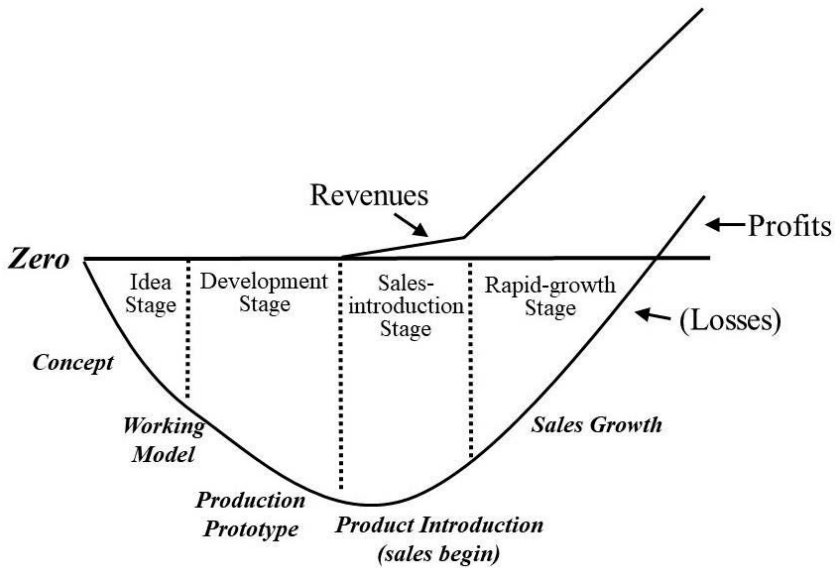 Revenues
Profits
Zero
Idea
Stage
Development
Stage
Sales-
introduction
Stage
Rapid-growth
Stage
(Losses)
Concept
Working
Model
Sales Growth
Production
Prototype
Product Introduction
(sales begin)